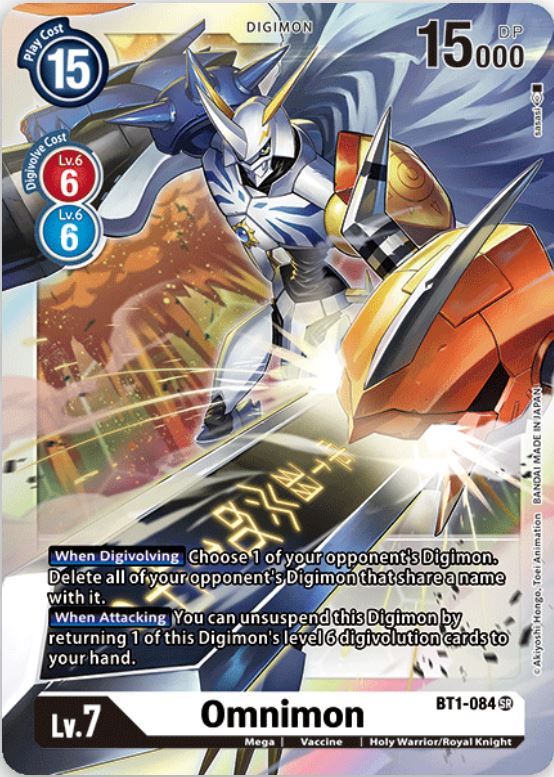 DIGIMON
Play Cost
15
15000
DP
Digivolve Cost
Lv.6
6
Lv.6
6
sasasi
When Digivolving Choose 1 of your opponent's Digimon.
Delete all of your opponent's Digimon that share a name
with it.
When Attacking You can unsuspend this Digimon by
returning 1 of this Digimon's level 6 digivolution cards to
your hand.
©Akiyoshi Hongo, Toei Animation BANDAI MADE IN JAPAN
BT1-084 SR
Lv.7
Omnimon
Mega | Vaccine | Holy Warrior/Royal Knight